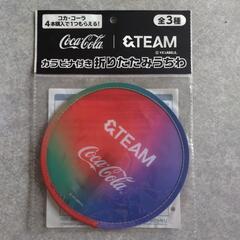 コカ・コーラ
4本購入で1つもらえる!
全3種
Coca-Cola
&TEAM
カラビナ付き折りたたみうちわ
&TEAM
Coca-Cola